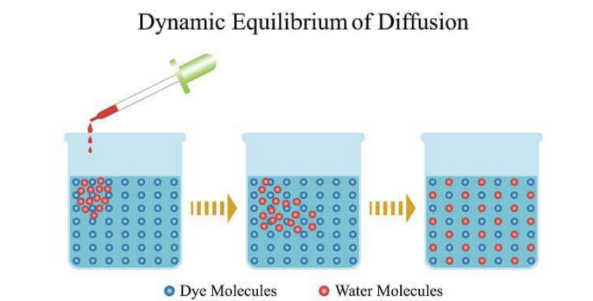 Dynamic Equilibrium of Diffusion
Dye Molecules
Water Molecules